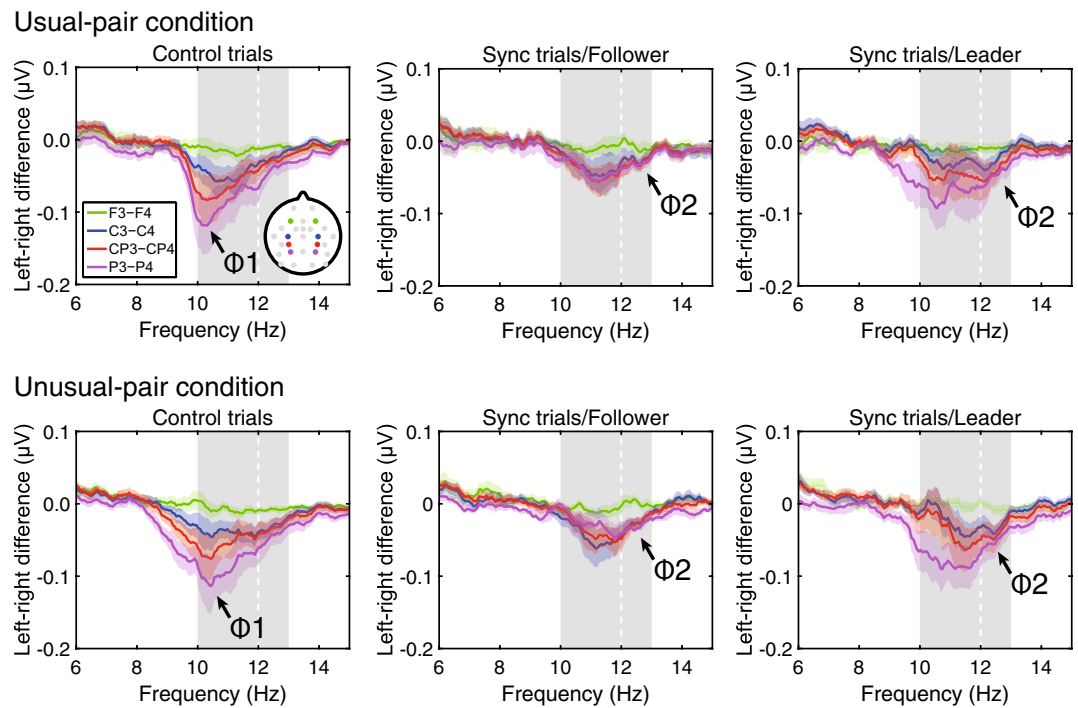 Usual-pair condition
Control trials
Sync trials/Follower
Sync trials/Leader
Left-right difference (µV)
0.1
0.0
-0.1
-0.2
F3−F4
C3−C4
CP3−CP4
P3−P4
Φ1
6 8 10 12 14
Frequency (Hz)
Left-right difference (µV)
0.1
0.0
-0.1
-0.2
Φ2
6 8 10 12 14
Frequency (Hz)
Left-right difference (µV)
0.1
0.0
-0.1
-0.2
Φ2
6 8 10 12 14
Frequency (Hz)
Unusual-pair condition
Control trials
Sync trials/Follower
Sync trials/Leader
Left-right difference (µV)
0.1
0.0
-0.1
-0.2
Φ1
6 8 10 12 14
Frequency (Hz)
Left-right difference (µV)
0.1
0.0
-0.1
-0.2
Φ2
6 8 10 12 14
Frequency (Hz)
Left-right difference (µV)
0.1
0.0
-0.1
-0.2
Φ2
6 8 10 12 14
Frequency (Hz)